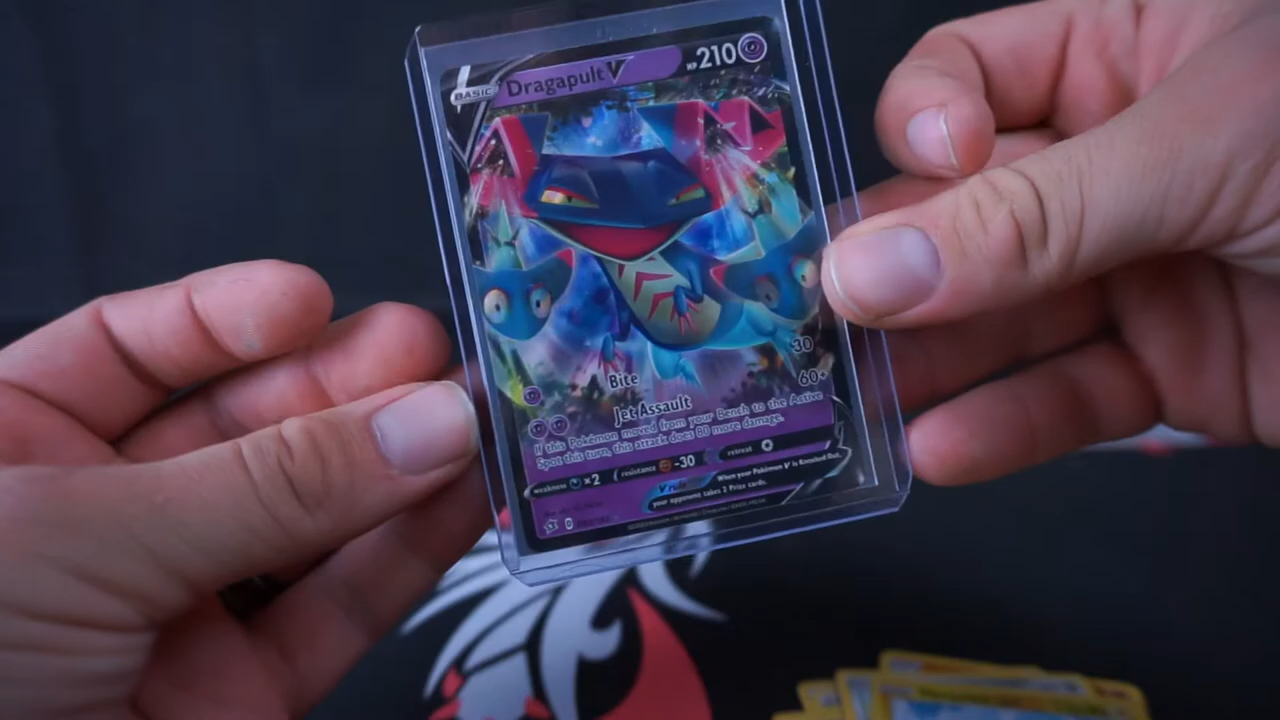 BASIC Dragapult V HP 210
Bite 30
Jet Assault 60+
If this Pokémon moved from your Bench to the Active
Spot this turn, this attack does 80 more damage.
weakness ×2 resistance -30 retreat
V rule When your Pokémon V is Knocked Out,
your opponent takes 2 Prize cards.
D